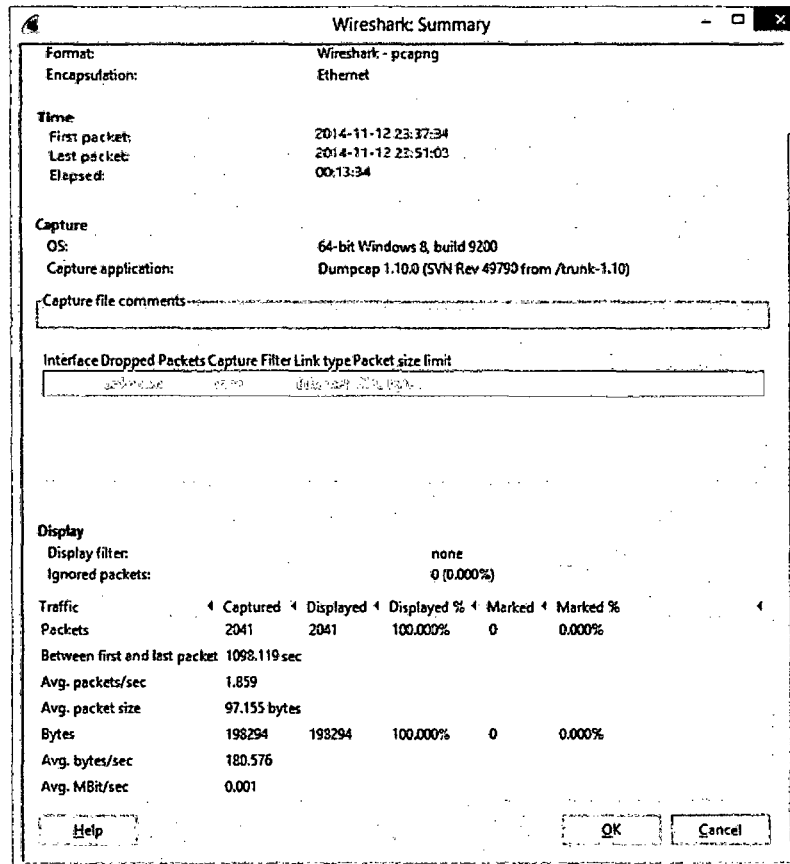 Wireshark: Summary
Format: Wireshark - pcapng
Encapsulation: Ethernet
Time
First packet: 2014-11-12 23:37:34
Last packet: 2014-11-12 23:51:03
Elapsed: 00:13:34
Capture
OS: 64-bit Windows 8, build 9200
Capture application: Dumpcap 1.10.0 (SVN Rev 49790 from /trunk-1.10)
Capture file comments
Interface Dropped Packets Capture Filter Link type Packet size limit
Display
Display filter: none
Ignored packets: 0 (0.000%)
Traffic Captured Displayed Displayed % Marked Marked %
Packets 2041 2041 100.000% 0 0.000%
Between first and last packet 1098.119 sec
Avg. packets/sec 1.859
Avg. packet size 97.155 bytes
Bytes 198294 198294 100.000% 0 0.000%
Avg. bytes/sec 180.576
Avg. MBit/sec 0.001
Help OK Cancel